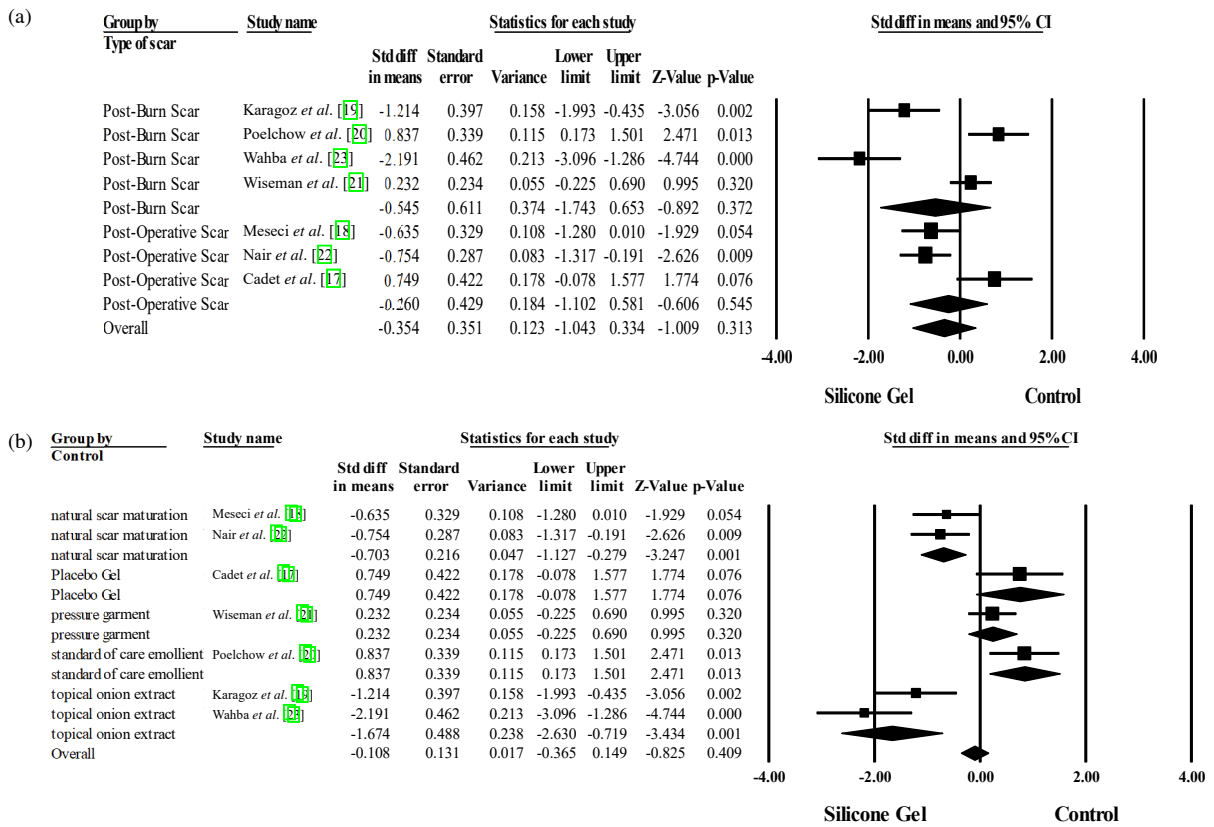 (a)
Group by Study name Statistics for each study Std diff in means and 95% CI
Type of scar
Std diff Standard Lower Upper
in means error Variance limit limit Z-Value p-Value
Post-Burn Scar Karagoz et al. [19] -1.214 0.397 0.158 -1.993 -0.435 -3.056 0.002
Post-Burn Scar Poelchow et al. [20] 0.837 0.339 0.115 0.173 1.501 2.471 0.013
Post-Burn Scar Wahba et al. [23] -2.191 0.462 0.213 -3.096 -1.286 -4.744 0.000
Post-Burn Scar Wiseman et al. [21] 0.232 0.234 0.055 -0.225 0.690 0.995 0.320
Post-Burn Scar -0.545 0.611 0.374 -1.743 0.653 -0.892 0.372
Post-Operative Scar Meseci et al. [18] -0.635 0.329 0.108 -1.280 0.010 -1.929 0.054
Post-Operative Scar Nair et al. [22] -0.754 0.287 0.083 -1.317 -0.191 -2.626 0.009
Post-Operative Scar Cadet et al. [17] 0.749 0.422 0.178 -0.078 1.577 1.774 0.076
Post-Operative Scar -0.260 0.429 0.184 -1.102 0.581 -0.606 0.545
Overall -0.354 0.351 0.123 -1.043 0.334 -1.009 0.313
-4.00 -2.00 0.00 2.00 4.00
Silicone Gel Control
(b)
Group by Study name Statistics for each study Std diff in means and 95% CI
Control
Std diff Standard Lower Upper
in means error Variance limit limit Z-Value p-Value
natural scar maturation Meseci et al. [18] -0.635 0.329 0.108 -1.280 0.010 -1.929 0.054
natural scar maturation Nair et al. [22] -0.754 0.287 0.083 -1.317 -0.191 -2.626 0.009
natural scar maturation -0.703 0.216 0.047 -1.127 -0.279 -3.247 0.001
Placebo Gel Cadet et al. [17] 0.749 0.422 0.178 -0.078 1.577 1.774 0.076
Placebo Gel 0.749 0.422 0.178 -0.078 1.577 1.774 0.076
pressure garment Wiseman et al. [21] 0.232 0.234 0.055 -0.225 0.690 0.995 0.320
pressure garment 0.232 0.234 0.055 -0.225 0.690 0.995 0.320
standard of care emollient Poelchow et al. [20] 0.837 0.339 0.115 0.173 1.501 2.471 0.013
standard of care emollient 0.837 0.339 0.115 0.173 1.501 2.471 0.013
topical onion extract Karagoz et al. [19] -1.214 0.397 0.158 -1.993 -0.435 -3.056 0.002
topical onion extract Wahba et al. [23] -2.191 0.462 0.213 -3.096 -1.286 -4.744 0.000
topical onion extract -1.674 0.488 0.238 -2.630 -0.719 -3.434 0.001
Overall -0.108 0.131 0.017 -0.365 0.149 -0.825 0.409
-4.00 -2.00 0.00 2.00 4.00
Silicone Gel Control